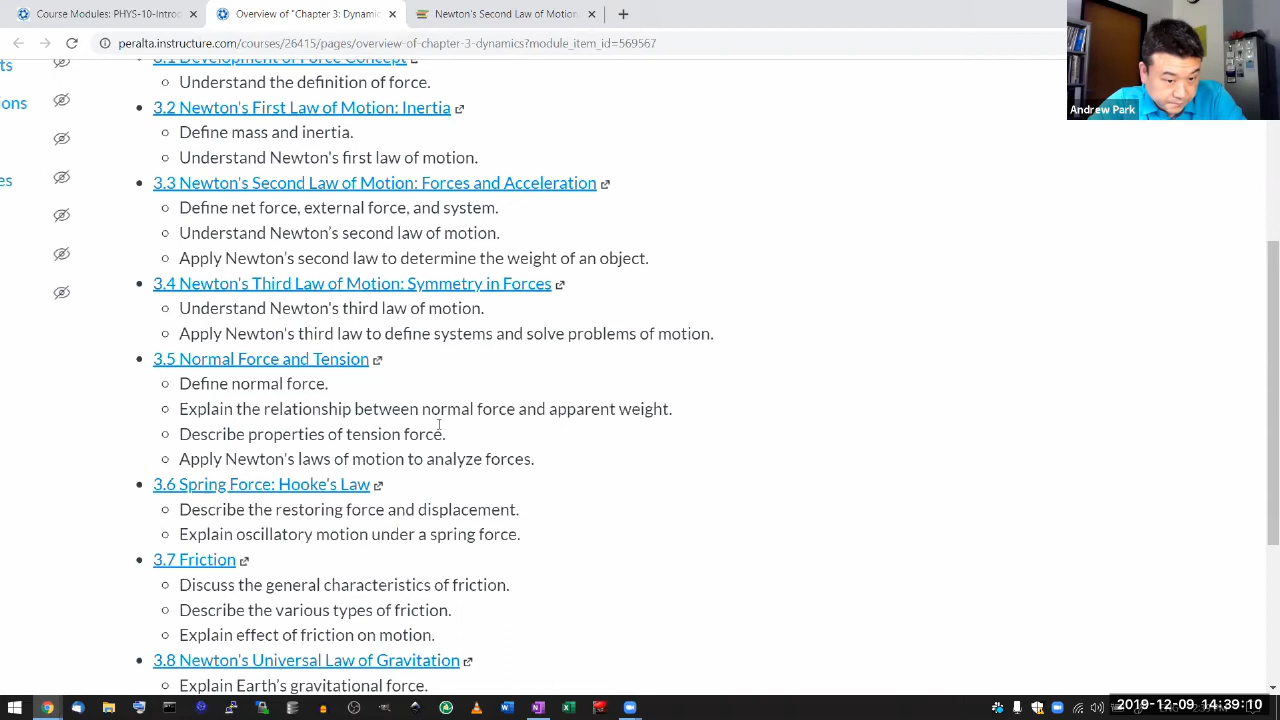 Course Modules: PHYS-10-Intro
Overview of "Chapter 3: Dynamic
Newton's Second Law of Motion
peralta.instructure.com/courses/26415/pages/overview-of-chapter-3-dynamics?module_item_id=569567
Andrew Park
ts
ions
es
3.1 Development of Force Concept
Understand the definition of force.
3.2 Newton's First Law of Motion: Inertia
Define mass and inertia.
Understand Newton's first law of motion.
3.3 Newton's Second Law of Motion: Forces and Acceleration
Define net force, external force, and system.
Understand Newton's second law of motion.
Apply Newton's second law to determine the weight of an object.
3.4 Newton's Third Law of Motion: Symmetry in Forces
Understand Newton's third law of motion.
Apply Newton's third law to define systems and solve problems of motion.
3.5 Normal Force and Tension
Define normal force.
Explain the relationship between normal force and apparent weight.
Describe properties of tension force.
Apply Newton's laws of motion to analyze forces.
3.6 Spring Force: Hooke's Law
Describe the restoring force and displacement.
Explain oscillatory motion under a spring force.
3.7 Friction
Discuss the general characteristics of friction.
Describe the various types of friction.
Explain effect of friction on motion.
3.8 Newton's Universal Law of Gravitation
Explain Earth's gravitational force.
2019-12-09 14:39:10